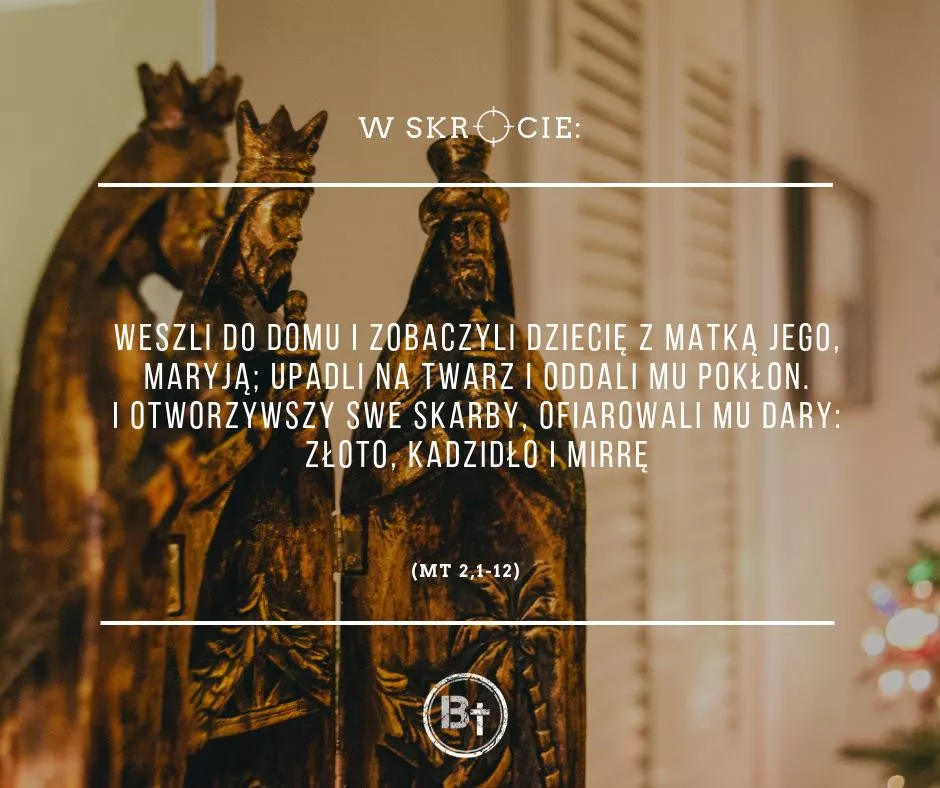 W SKRÓCIE:
WESZLI DO DOMU I ZOBACZYLI DZIECIĘ Z MATKĄ JEGO,
MARYJĄ; UPADLI NA TWARZ I ODDALI MU POKŁON.
I OTWORZYWSZY SWE SKARBY, OFIAROWALI MU DARY:
ZŁOTO, KADZIDŁO I MIRRĘ
(MT 2,1-12)
B†